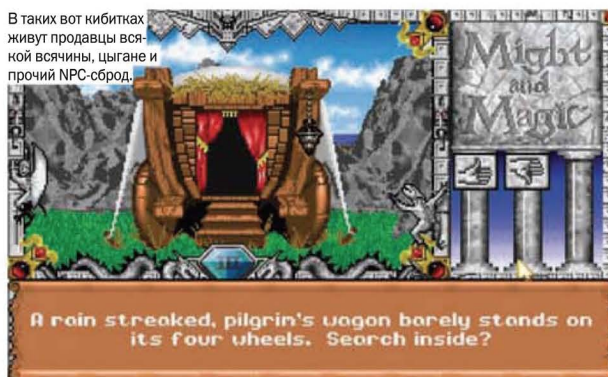 В таких вот кибитках
живут продавцы вся-
кой всячины, цыгане и
прочий NPC-сброд.
Might
and
Magic
A rain streaked, pilgrim's wagon barely stands on
its four wheels. Search inside?